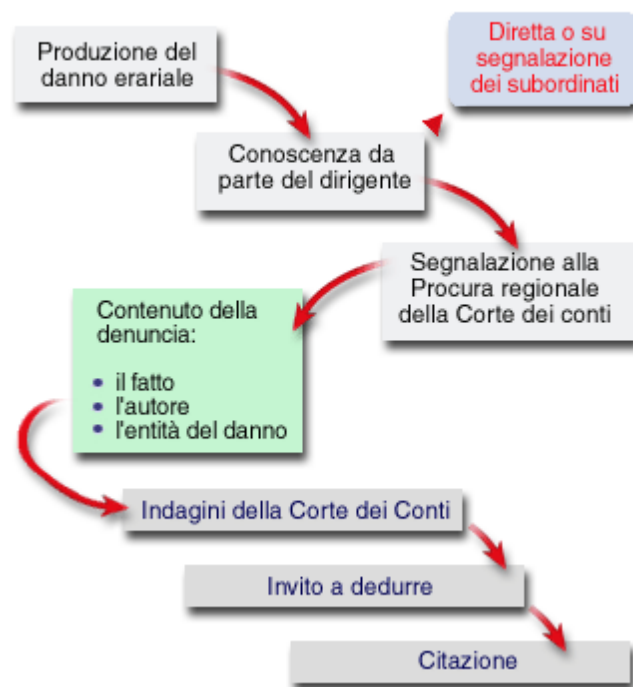 Produzione del
danno erariale
Diretta o su
segnalazione
dei subordinati
Conoscenza da
parte del dirigente
Segnalazione alla
Procura regionale
della Corte dei conti
Contenuto della
denuncia:
• il fatto
• l'autore
• l'entità del danno
Indagini della Corte dei Conti
Invito a dedurre
Citazione